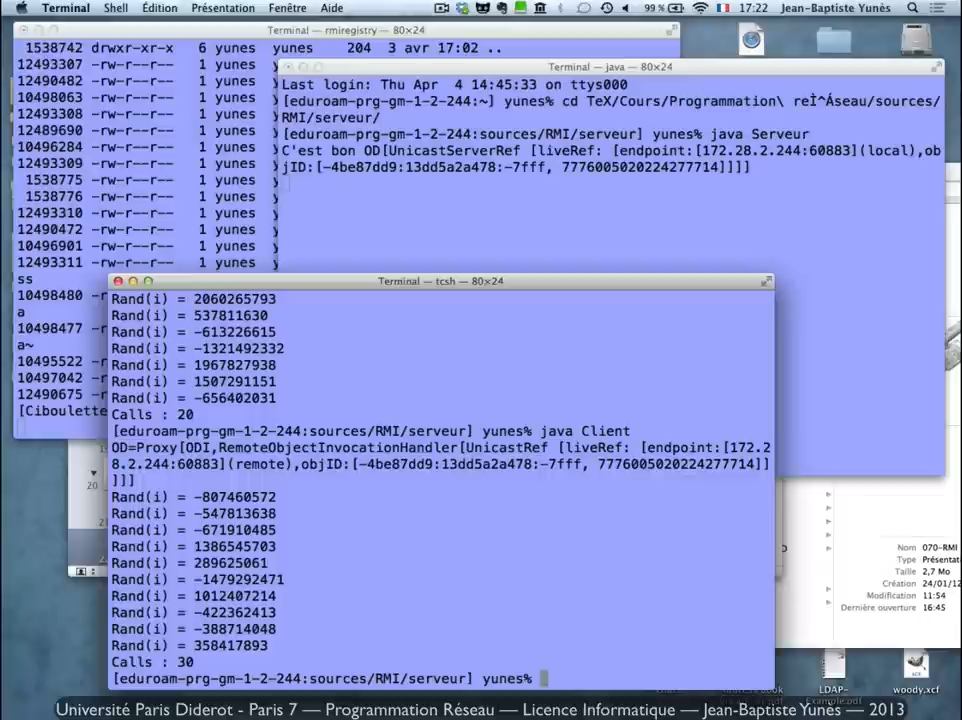 Terminal Shell Édition Présentation Fenêtre Aide 99 % 17:22 Jean-Baptiste Yunès
Terminal — rmiregistry — 80×24
1538742 drwxr-xr-x 6 yunes yunes 204 3 avr 17:02 ..
12493307 -rw-r--r-- 1 yunes y
12490482 -rw-r--r-- 1 yunes y
10498063 -rw-r--r-- 1 yunes y
12493308 -rw-r--r-- 1 yunes y
12489690 -rw-r--r-- 1 yunes y
10496284 -rw-r--r-- 1 yunes y
12493309 -rw-r--r-- 1 yunes y
1538775 -rw-r--r-- 1 yunes y
1538776 -rw-r--r-- 1 yunes y
12493310 -rw-r--r-- 1 yunes y
12490472 -rw-r--r-- 1 yunes y
10496901 -rw-r--r-- 1 yunes y
12493311 -rw-r--r-- 1 yunes y
ss
10498480 -r
a
10498477 -r
a~
10495522 -r
10497042 -r
12490675 -r
[Ciboulette
Terminal — java — 80×24
Last login: Thu Apr  4 14:45:33 on ttys000
[eduroam-prg-gm-1-2-244:~] yunes% cd TeX/Cours/Programmation\ reÌ^Áseau/sources/
RMI/serveur/
[eduroam-prg-gm-1-2-244:sources/RMI/serveur] yunes% java Serveur
C'est bon OD[UnicastServerRef [liveRef: [endpoint:[172.28.2.244:60883](local),ob
jID:[-4be87dd9:13dd5a2a478:-7fff, 7776005020224277714]]]]
Terminal — tcsh — 80×24
Rand(i) = 2060265793
Rand(i) = 537811630
Rand(i) = -613226615
Rand(i) = -1321492332
Rand(i) = 1967827938
Rand(i) = 1507291151
Rand(i) = -656402031
Calls : 20
[eduroam-prg-gm-1-2-244:sources/RMI/serveur] yunes% java Client
OD=Proxy[ODI,RemoteObjectInvocationHandler[UnicastRef [liveRef: [endpoint:[172.2
8.2.244:60883](remote),objID:[-4be87dd9:13dd5a2a478:-7fff, 7776005020224277714]]
]]]
Rand(i) = -807460572
Rand(i) = -547813638
Rand(i) = -671910485
Rand(i) = 1386545703
Rand(i) = 289625061
Rand(i) = -1479292471
Rand(i) = 1012407214
Rand(i) = -422362413
Rand(i) = -388714048
Rand(i) = 358417893
Calls : 30
[eduroam-prg-gm-1-2-244:sources/RMI/serveur] yunes%
20
Nom 070-RMI
Type Présentat
Taille 2,7 Mo
Création 24/01/12
Modification 11:54
Dernière ouverture 16:45
LDAP-
woody.xcf
Université Paris Diderot - Paris 7 — Programmation Réseau — Licence Informatique — Jean-Baptiste Yunès — 2013